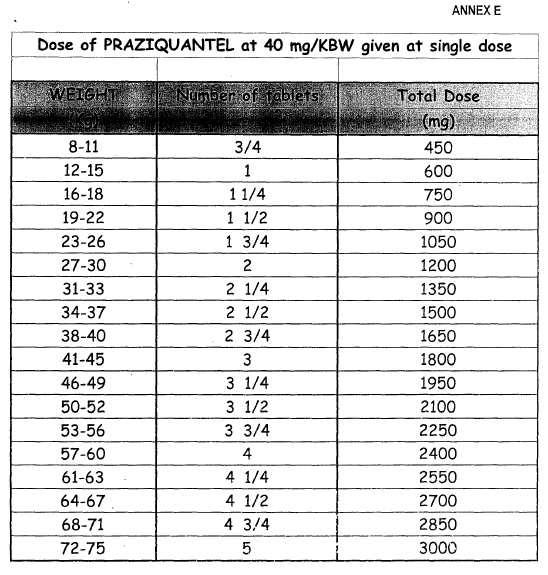 ANNEX E
Dose of PRAZIQUANTEL at 40 mg/KBW given at single dose
WEIGHT Number of tablets Total Dose
(Kg) (mg)
8-11 3/4 450
12-15 1 600
16-18 1 1/4 750
19-22 1 1/2 900
23-26 1 3/4 1050
27-30 2 1200
31-33 2 1/4 1350
34-37 2 1/2 1500
38-40 2 3/4 1650
41-45 3 1800
46-49 3 1/4 1950
50-52 3 1/2 2100
53-56 3 3/4 2250
57-60 4 2400
61-63 4 1/4 2550
64-67 4 1/2 2700
68-71 4 3/4 2850
72-75 5 3000